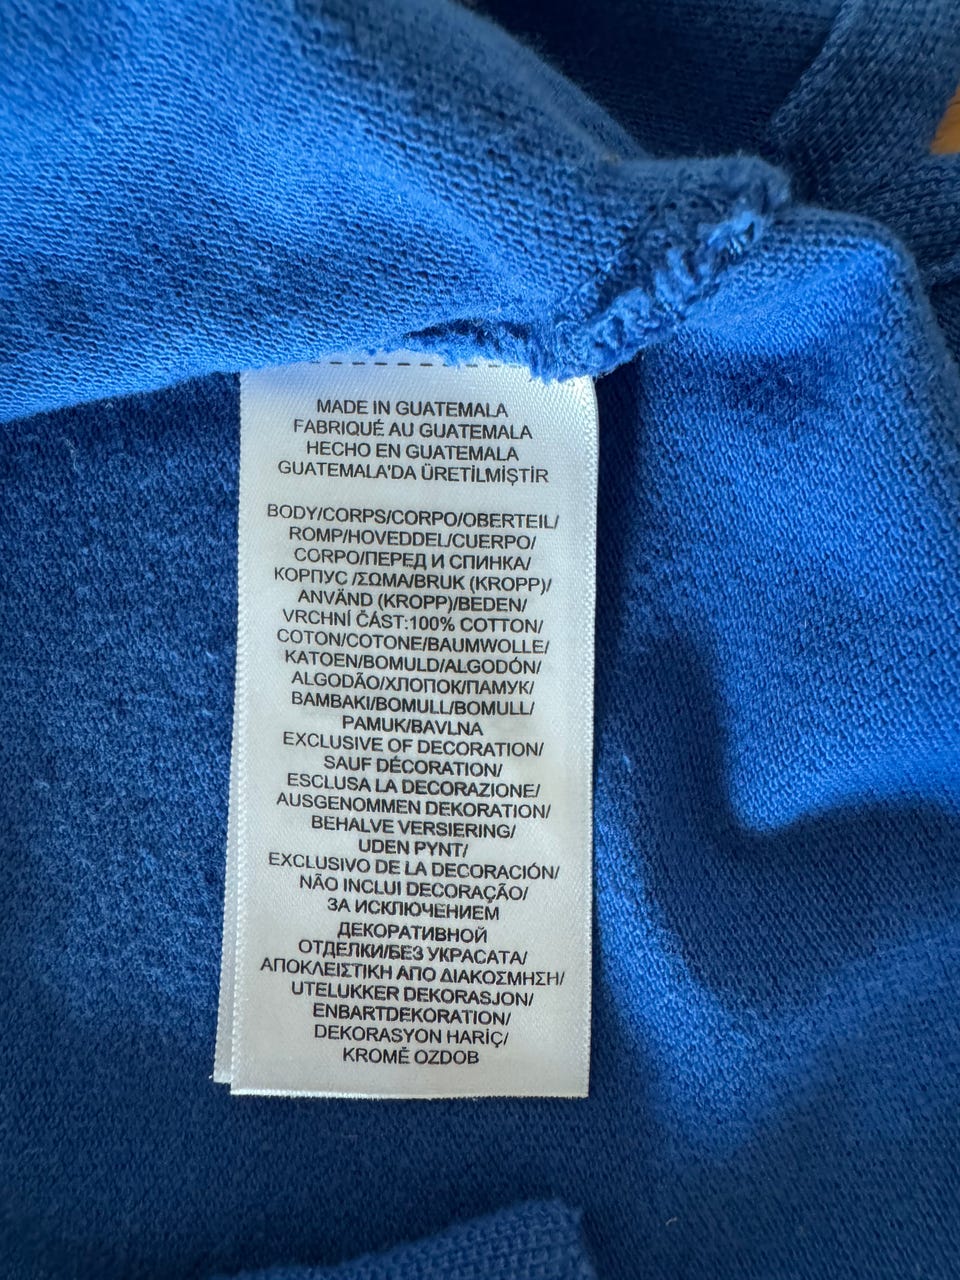 MADE IN GUATEMALA
FABRIQUÉ AU GUATEMALA
HECHO EN GUATEMALA
GUATEMALA'DA ÜRETİLMİŞTİR
BODY/CORPS/CORPO/OBERTEIL/
ROMP/HOVEDDEL/CUERPO/
CORPO/ПЕРЕД И СПИНКА/
КОРПУС /ΣΩΜΑ/BRUK (KROPP)/
ANVÄND (KROPP)/BEDEN/
VRCHNÍ ČÁST:100% COTTON/
COTON/COTONE/BAUMWOLLE/
KATOEN/BOMULD/ALGODÓN/
ALGODÃO/ХЛОПОК/ПАМУК/
BAMBAKI/BOMULL/BOMULL/
PAMUK/BAVLNA
EXCLUSIVE OF DECORATION/
SAUF DÉCORATION/
ESCLUSA LA DECORAZIONE/
AUSGENOMMEN DEKORATION/
BEHALVE VERSIERING/
UDEN PYNT/
EXCLUSIVO DE LA DECORACIÓN/
NÃO INCLUI DECORAÇÃO/
ЗА ИСКЛЮЧЕНИЕМ
ДЕКОРАТИВНОЙ
ОТДЕЛКИ/БЕЗ УКРАСАТА/
ΑΠΟΚΛΕΙΣΤΙΚΗ ΑΠΟ ΔΙΑΚΟΣΜΗΣΗ/
UTELUKKER DEKORASJON/
ENBARTDEKORATION/
DEKORASYON HARİÇ/
KROMĚ OZDOB